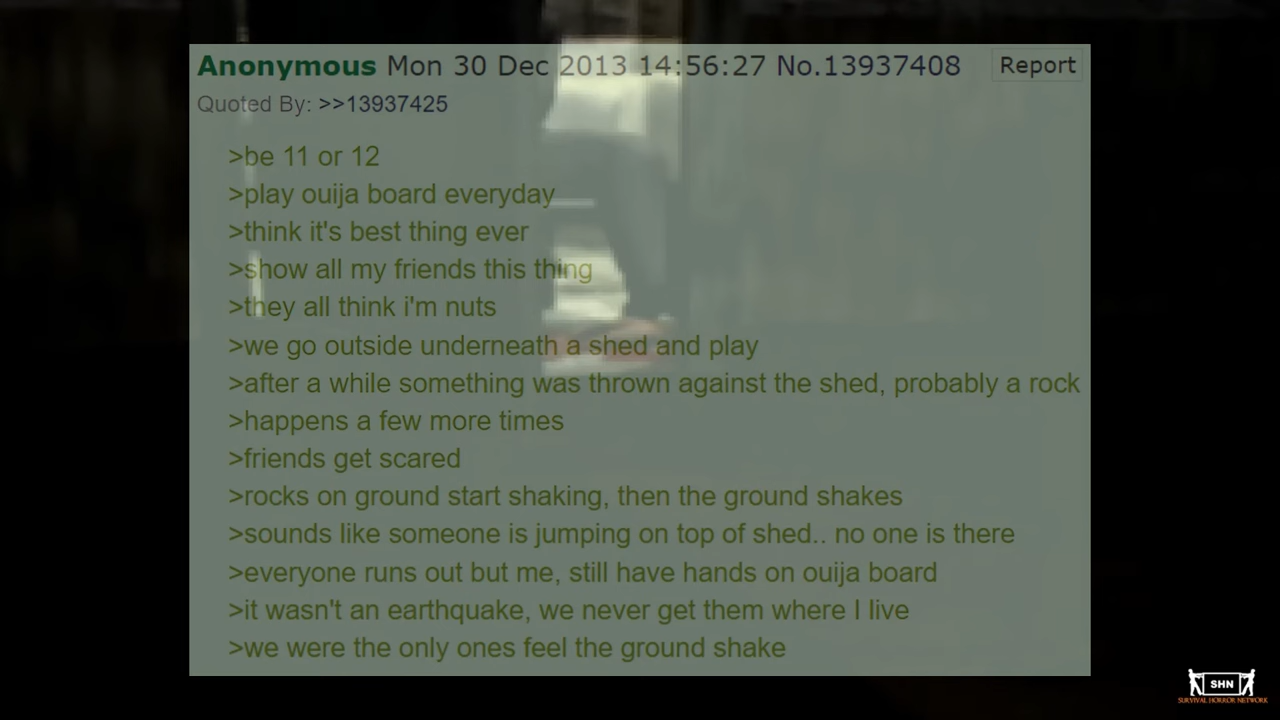 Anonymous Mon 30 Dec 2013 14:56:27 No.13937408 Report
Quoted By: >>13937425
>be 11 or 12
>play ouija board everyday
>think it's best thing ever
>show all my friends this thing
>they all think i'm nuts
>we go outside underneath a shed and play
>after a while something was thrown against the shed, probably a rock
>happens a few more times
>friends get scared
>rocks on ground start shaking, then the ground shakes
>sounds like someone is jumping on top of shed.. no one is there
>everyone runs out but me, still have hands on ouija board
>it wasn't an earthquake, we never get them where I live
>we were the only ones feel the ground shake
SHN
SURVIVAL HORROR NETWORK